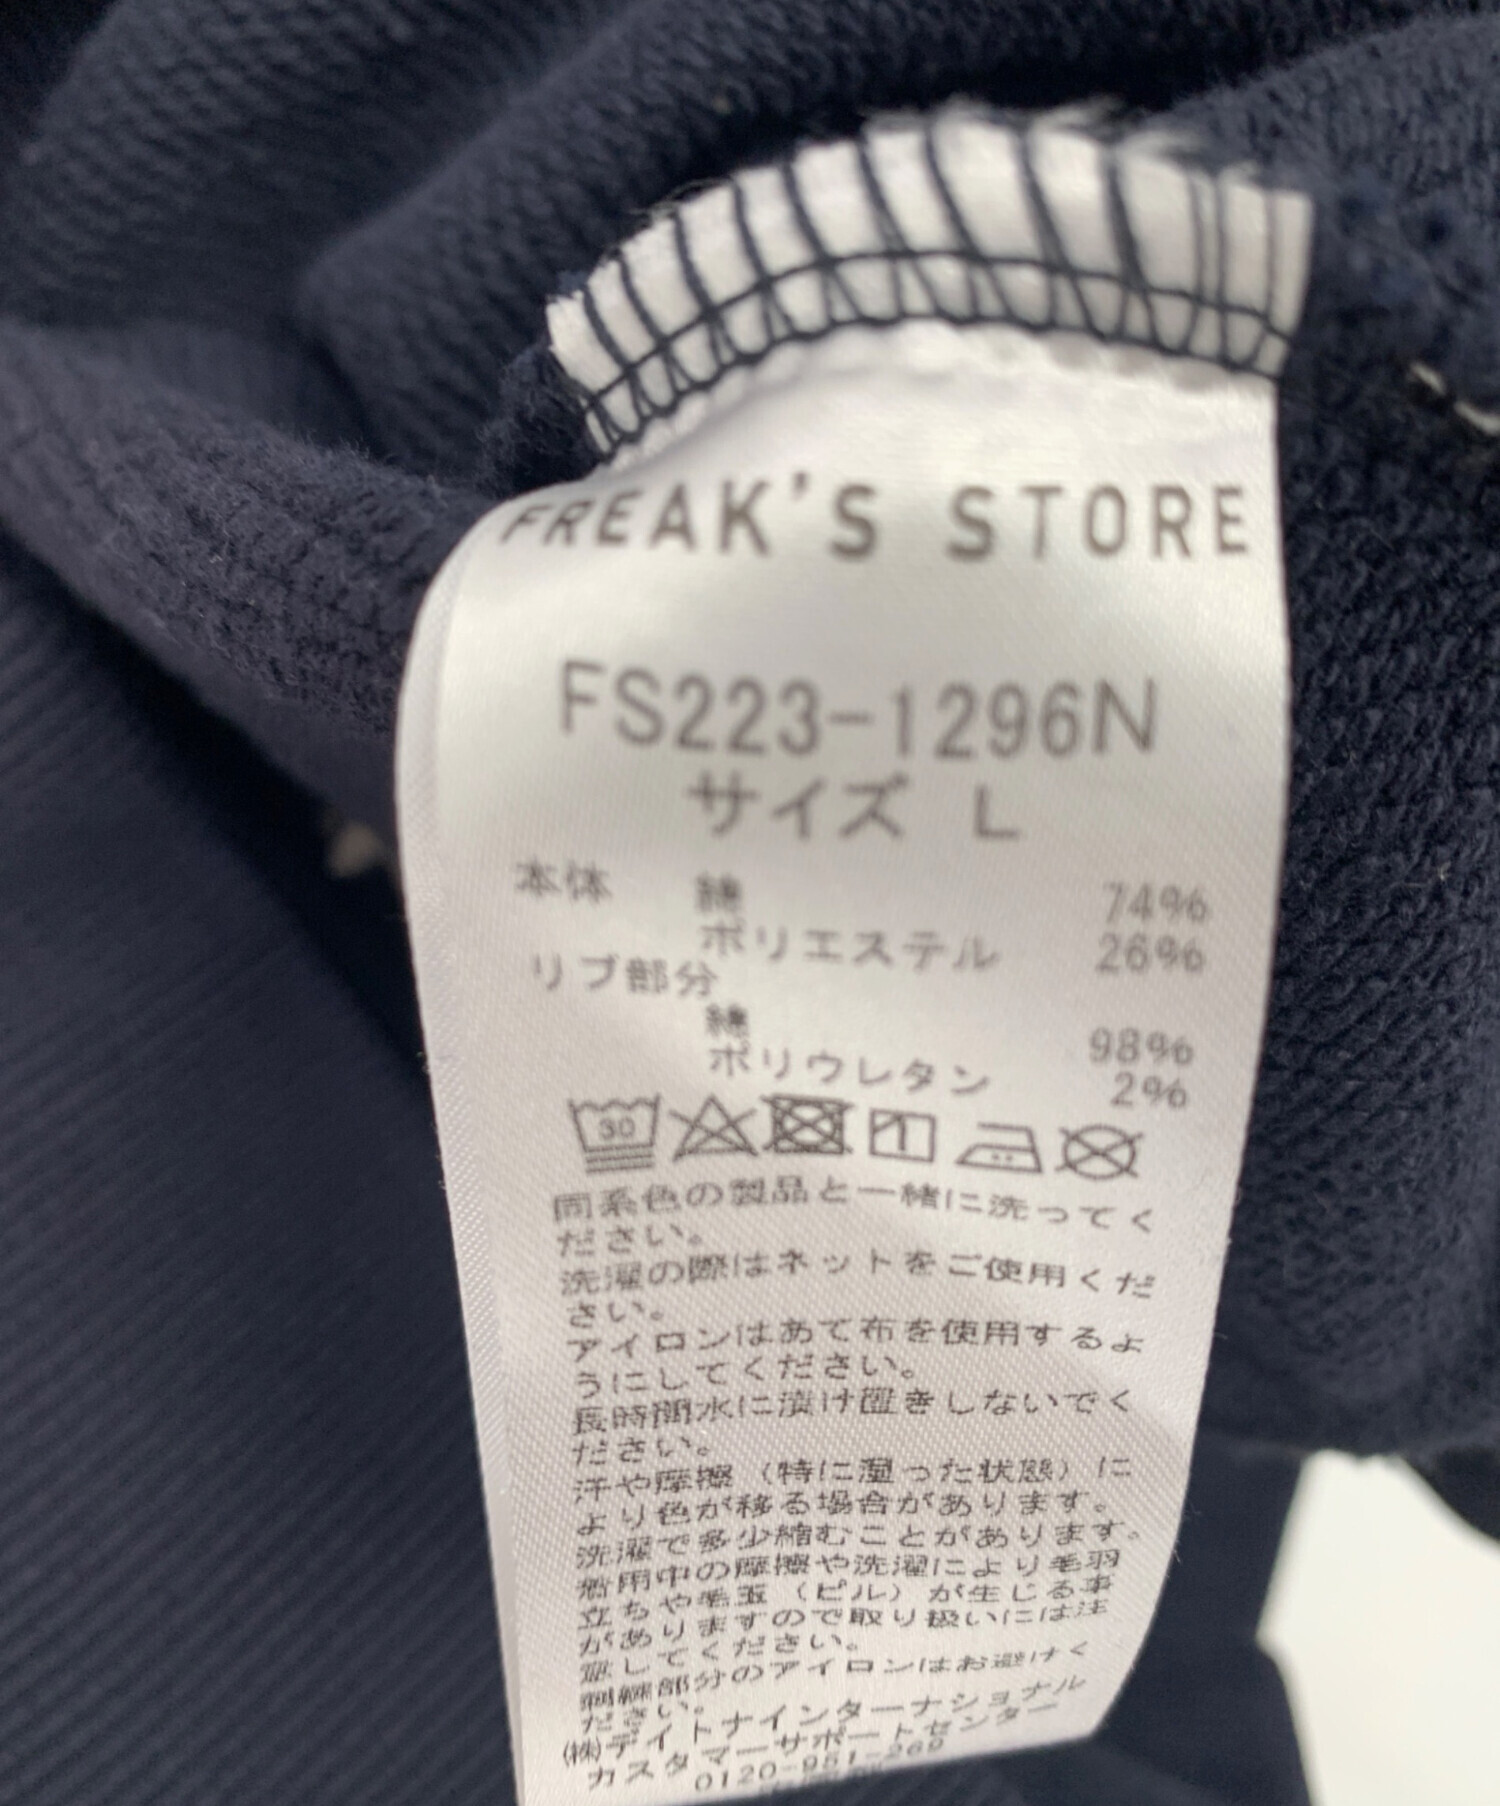 FREAK'S STORE
FS223-1296N
サイズ L
本体 綿 74%
ポリエステル 26%
リブ部分
綿 98%
ポリウレタン 2%
30
同系色の製品と一緒に洗ってく
ださい。
洗濯の際はネットをご使用くだ
さい。
アイロンはあて布を使用するよ
うにしてください。
長時間水に漬け置きしないでく
ださい。
汗や摩擦（特に湿った状態）に
より色が移る場合があります。
洗濯で多少縮むことがあります。
着用中の摩擦や洗濯により毛羽
立ちや毛玉（ピル）が生じる事
がありますので取り扱いには注
意してください。
刺繍部分のアイロンはお避けく
ださい。
(株)デイトナインターナショナル
カスタマーサポートセンター
0120-951-269